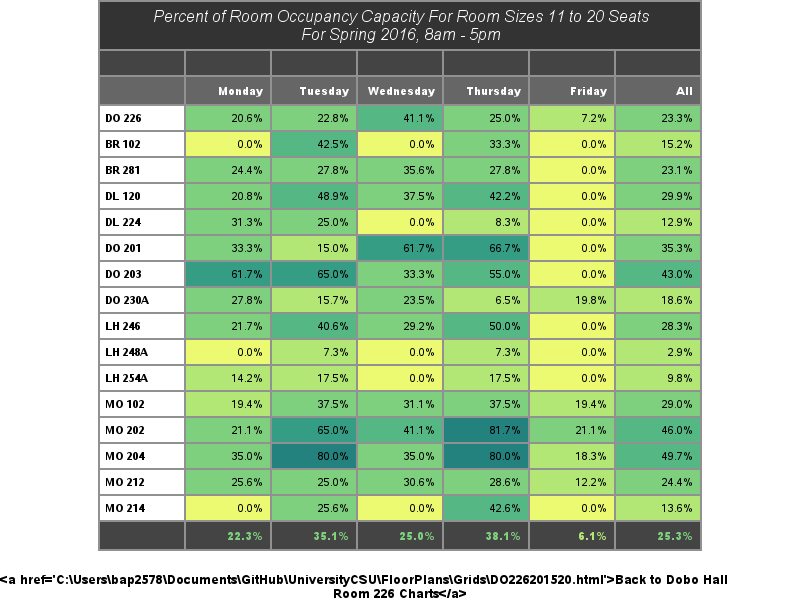 Percent of Room Occupancy Capacity For Room Sizes 11 to 20 Seats
For Spring 2016, 8am - 5pm
Monday Tuesday Wednesday Thursday Friday All
DO 226 20.6% 22.8% 41.1% 25.0% 7.2% 23.3%
BR 102 0.0% 42.5% 0.0% 33.3% 0.0% 15.2%
BR 281 24.4% 27.8% 35.6% 27.8% 0.0% 23.1%
DL 120 20.8% 48.9% 37.5% 42.2% 0.0% 29.9%
DL 224 31.3% 25.0% 0.0% 8.3% 0.0% 12.9%
DO 201 33.3% 15.0% 61.7% 66.7% 0.0% 35.3%
DO 203 61.7% 65.0% 33.3% 55.0% 0.0% 43.0%
DO 230A 27.8% 15.7% 23.5% 6.5% 19.8% 18.6%
LH 246 21.7% 40.6% 29.2% 50.0% 0.0% 28.3%
LH 248A 0.0% 7.3% 0.0% 7.3% 0.0% 2.9%
LH 254A 14.2% 17.5% 0.0% 17.5% 0.0% 9.8%
MO 102 19.4% 37.5% 31.1% 37.5% 19.4% 29.0%
MO 202 21.1% 65.0% 41.1% 81.7% 21.1% 46.0%
MO 204 35.0% 80.0% 35.0% 80.0% 18.3% 49.7%
MO 212 25.6% 25.0% 30.6% 28.6% 12.2% 24.4%
MO 214 0.0% 25.6% 0.0% 42.6% 0.0% 13.6%
22.3% 35.1% 25.0% 38.1% 6.1% 25.3%
<a href='C:\Users\bap2578\Documents\GitHub\UniversityCSU\FloorPlans\Grids\DO226201520.html'>Back to Dobo Hall
Room 226 Charts</a>